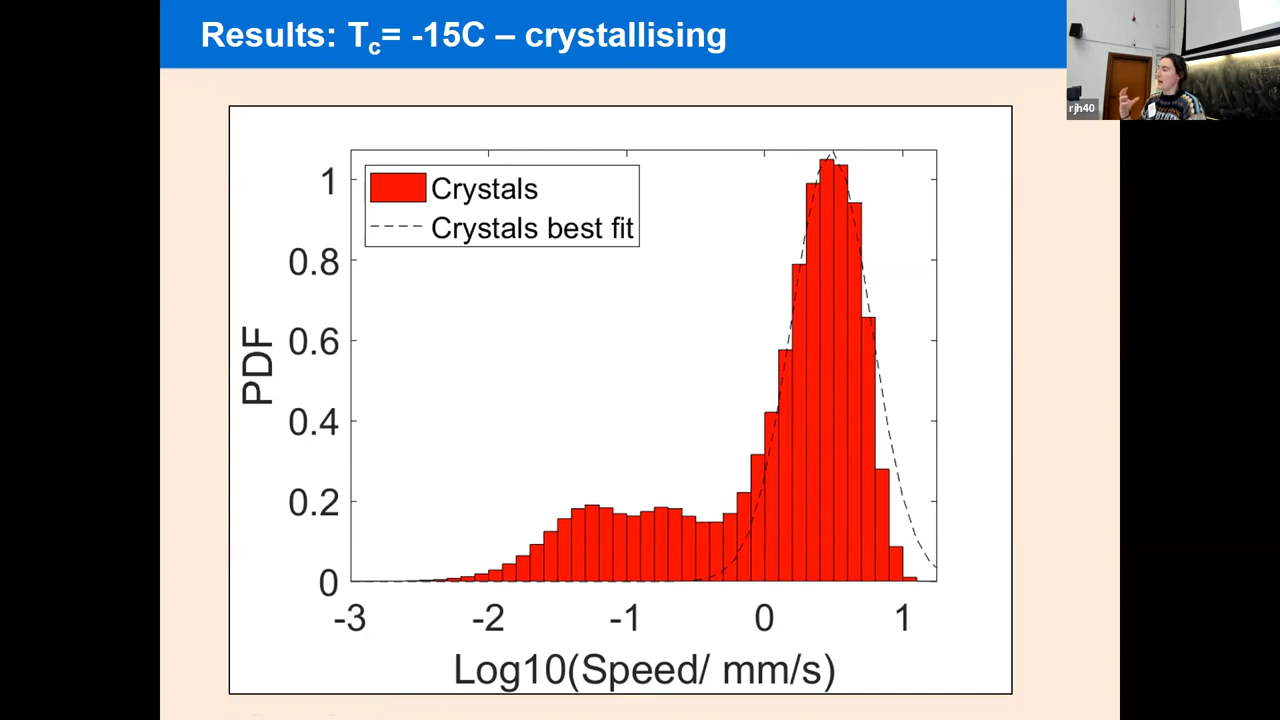 Results: Tc= -15C – crystallising
rjh40
Crystals
Crystals best fit
1
0.8
0.6
0.4
0.2
0
PDF
-3 -2 -1 0 1
Log10(Speed/ mm/s)